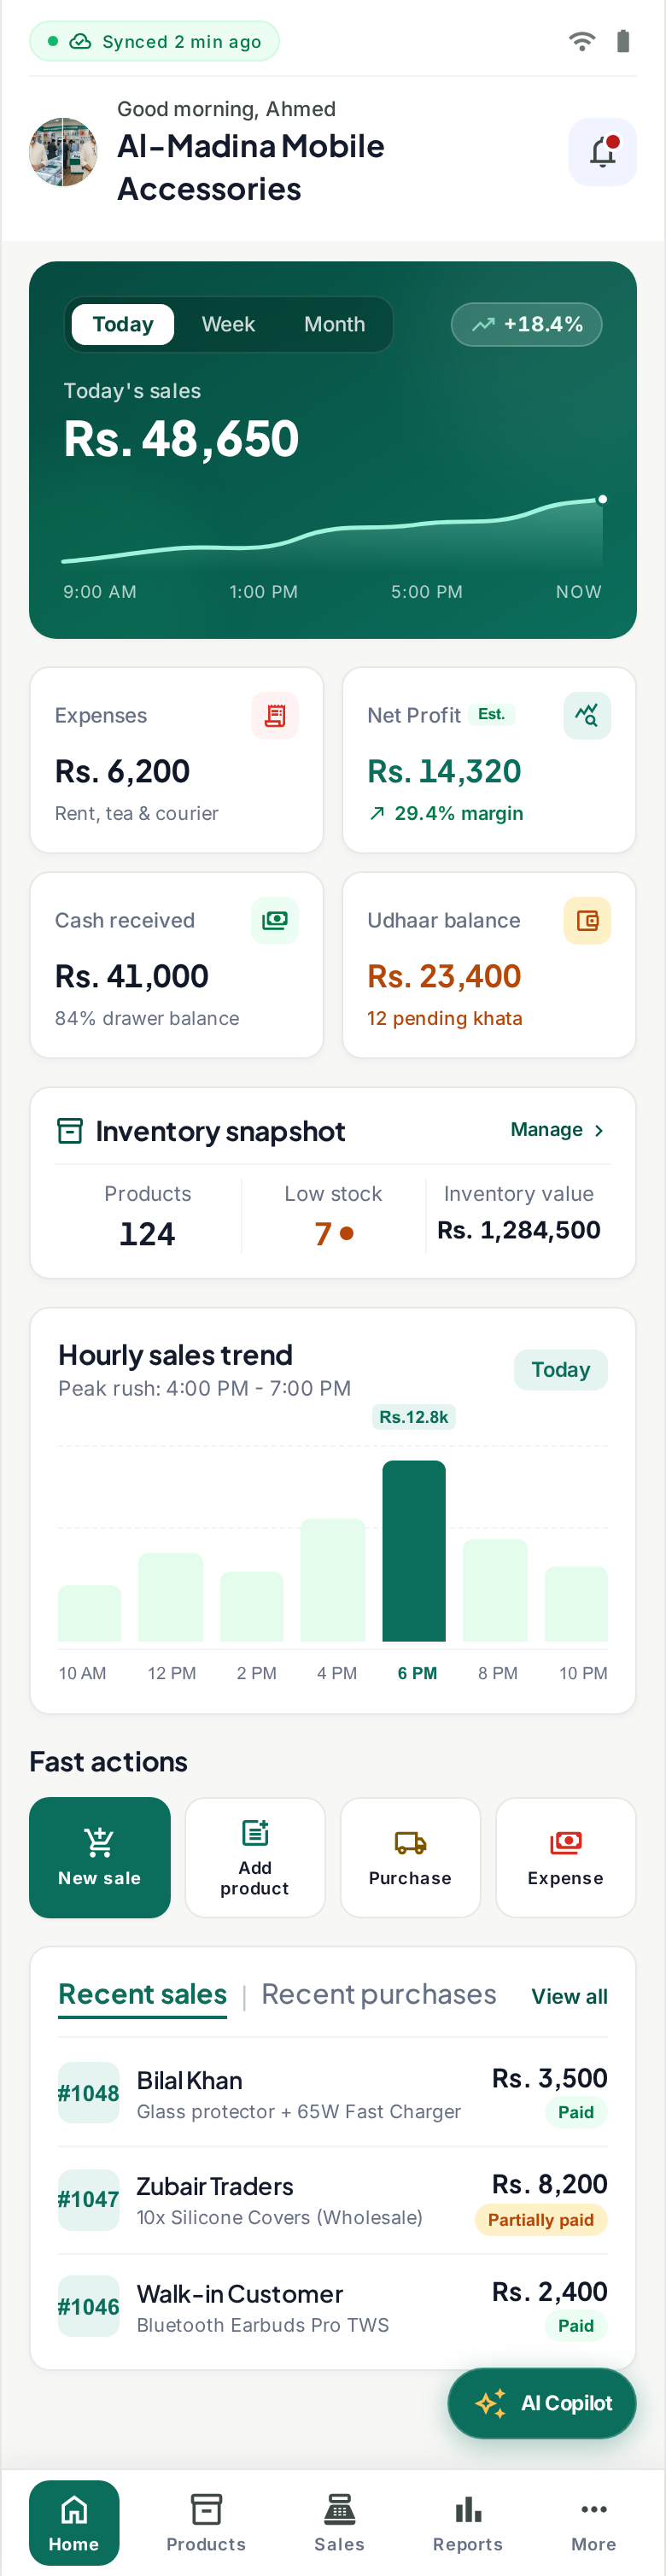 Synced 2 min ago
Good morning, Ahmed
Al-Madina Mobile
Accessories
Today Week Month +18.4%
Today's sales
Rs. 48,650
9:00 AM 1:00 PM 5:00 PM NOW
Expenses
Rs. 6,200
Rent, tea & courier
Net Profit Est.
Rs. 14,320
29.4% margin
Cash received
Rs. 41,000
84% drawer balance
Udhaar balance
Rs. 23,400
12 pending khata
Inventory snapshot Manage
Products Low stock Inventory value
124 7 Rs. 1,284,500
Hourly sales trend
Today
Peak rush: 4:00 PM - 7:00 PM
Rs.12.8k
10 AM 12 PM 2 PM 4 PM 6 PM 8 PM 10 PM
Fast actions
New sale
Add
product
Purchase
Expense
Recent sales | Recent purchases View all
#1048 Bilal Khan Rs. 3,500
Glass protector + 65W Fast Charger Paid
#1047 Zubair Traders Rs. 8,200
10x Silicone Covers (Wholesale) Partially paid
#1046 Walk-in Customer Rs. 2,400
Bluetooth Earbuds Pro TWS Paid
AI Copilot
Home Products Sales Reports More